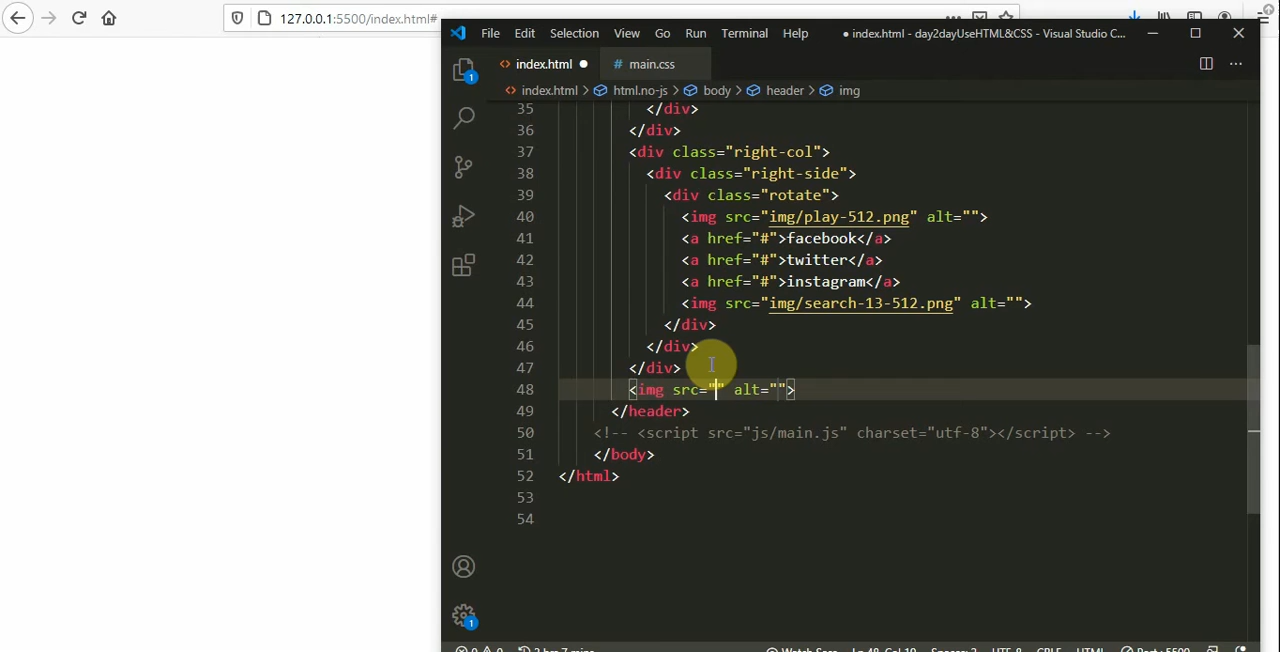 127.0.0.1:5500/index.html#
File Edit Selection View Go Run Terminal Help ● index.html - day2dayUseHTML&CSS - Visual Studio C...
<> index.html ● # main.css
<> index.html > html.no-js > body > header > img
1
35 </div>
36 </div>
37 <div class="right-col">
38 <div class="right-side">
39 <div class="rotate">
40 <img src="img/play-512.png" alt="">
41 <a href="#">facebook</a>
42 <a href="#">twitter</a>
43 <a href="#">instagram</a>
44 <img src="img/search-13-512.png" alt="">
45 </div>
46 </div>
47 </div>
48 <img src="" alt="">
49 </header>
50 <!-- <script src="js/main.js" charset="utf-8"></script> -->
51 </body>
52 </html>
53
54
1